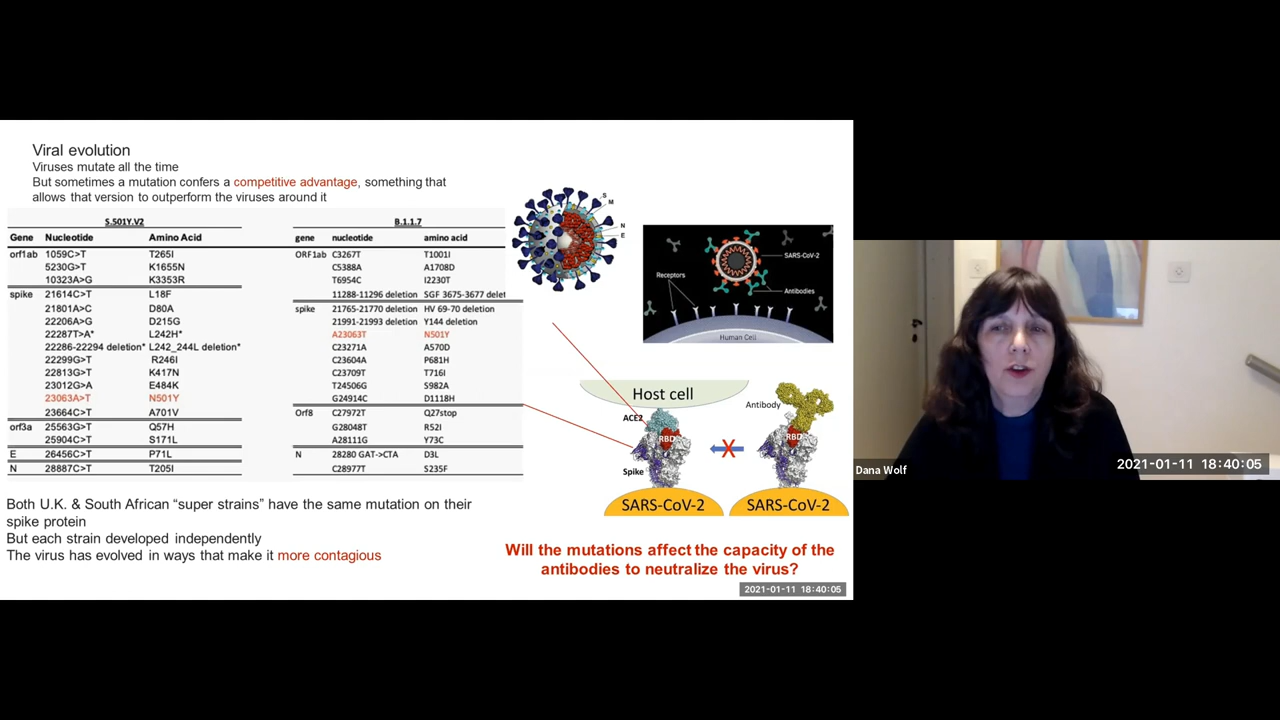 Viral evolution
Viruses mutate all the time
But sometimes a mutation confers a competitive advantage, something that
allows that version to outperform the viruses around it
S.501Y.V2
Gene Nucleotide Amino Acid
orf1ab 1059C>T T265I
5230G>T K1655N
10323A>G K3353R
spike 21614C>T L18F
21801A>C D80A
22206A>G D215G
22287T>A* L242H*
22286-22294 deletion* L242_244L deletion*
22299G>T R246I
22813G>T K417N
23012G>A E484K
23063A>T N501Y
23664C>T A701V
orf3a 25563G>T Q57H
25904C>T S171L
E 26456C>T P71L
N 28887C>T T205I
B.1.1.7
gene nucleotide amino acid
ORF1ab C3267T T1001I
C5388A A1708D
T6954C I2230T
11288-11296 deletion SGF 3675-3677 delet
spike 21765-21770 deletion HV 69-70 deletion
21991-21993 deletion Y144 deletion
A23063T N501Y
C23271A A570D
C23604A P681H
C23709T T716I
T24506G S982A
G24914C D1118H
Orf8 C27972T Q27stop
G28048T R52I
A28111G Y73C
N 28280 GAT->CTA D3L
C28977T S235F
S
M
N
E
Receptors
SARS-CoV-2
Antibodies
Human Cell
Host cell
ACE2
RBD
Spike
SARS-CoV-2
Antibody
RBD
X
SARS-CoV-2
Both U.K. & South African “super strains” have the same mutation on their
spike protein
But each strain developed independently
The virus has evolved in ways that make it more contagious
Will the mutations affect the capacity of the
antibodies to neutralize the virus?
2021-01-11 18:40:05
Dana Wolf
2021-01-11 18:40:05